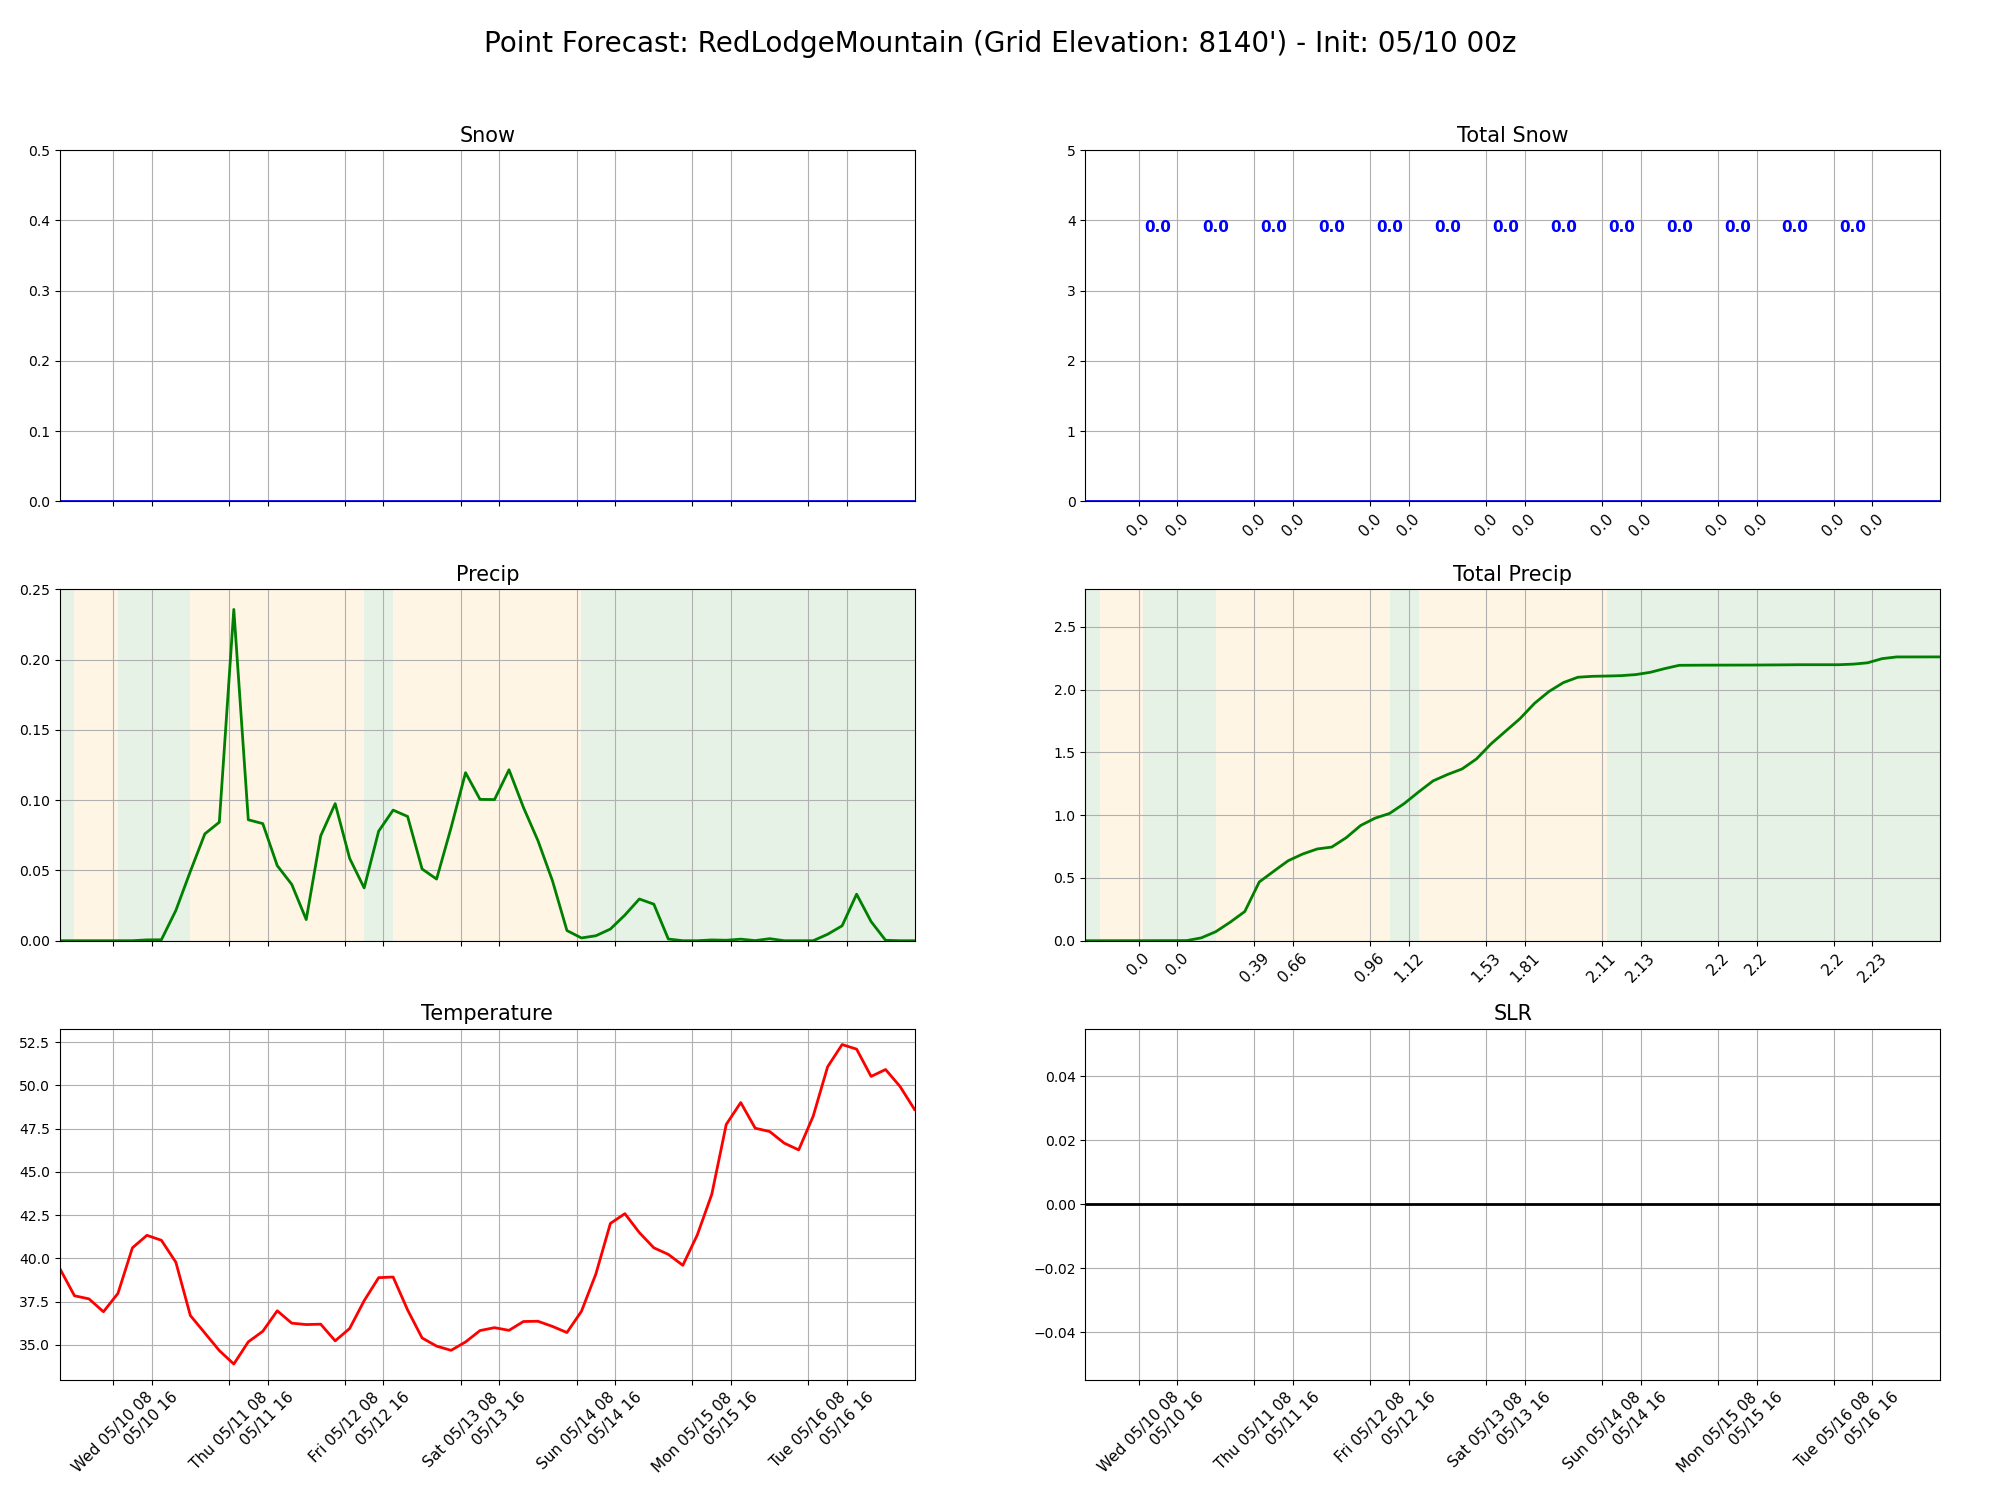 Point Forecast: RedLodgeMountain (Grid Elevation: 8140') - Init: 05/10 00z
Snow
0.5
0.4
0.3
0.2
0.1
0.0
Total Snow
5
4
3
2
1
0
0.0 0.0 0.0 0.0 0.0 0.0 0.0 0.0 0.0 0.0 0.0 0.0 0.0
0.0 0.0 0.0 0.0 0.0 0.0 0.0 0.0 0.0 0.0 0.0 0.0 0.0 0.0
Precip
0.25
0.20
0.15
0.10
0.05
0.00
Total Precip
2.5
2.0
1.5
1.0
0.5
0.0
0.0 0.0 0.39 0.66 0.96 1.12 1.53 1.81 2.11 2.13 2.2 2.2 2.2 2.23
Temperature
52.5
50.0
47.5
45.0
42.5
40.0
37.5
35.0
Wed 05/10 08
05/10 16
Thu 05/11 08
05/11 16
Fri 05/12 08
05/12 16
Sat 05/13 08
05/13 16
Sun 05/14 08
05/14 16
Mon 05/15 08
05/15 16
Tue 05/16 08
05/16 16
SLR
0.04
0.02
0.00
−0.02
−0.04
Wed 05/10 08
05/10 16
Thu 05/11 08
05/11 16
Fri 05/12 08
05/12 16
Sat 05/13 08
05/13 16
Sun 05/14 08
05/14 16
Mon 05/15 08
05/15 16
Tue 05/16 08
05/16 16